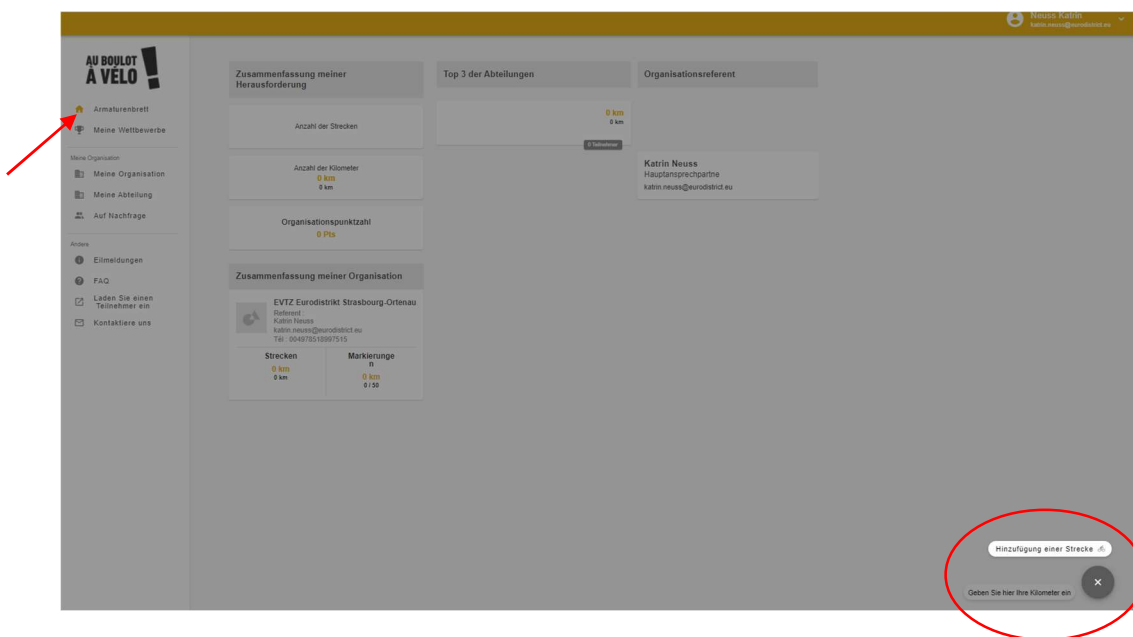 Neuss Katrin
katrin.neuss@eurodistrict.eu
AU BOULOT
À VÉLO !
Armaturenbrett
Meine Wettbewerbe
Meine Organisation
Meine Organisation
Meine Abteilung
Auf Nachfrage
Andere
Eilmeldungen
FAQ
Laden Sie einen
Teilnehmer ein
Kontaktiere uns
Zusammenfassung meiner
Herausforderung
Anzahl der Strecken
Anzahl der Kilometer
0 km
0 km
Organisationspunktzahl
0 Pts
Zusammenfassung meiner Organisation
EVTZ Eurodistrikt Strasbourg-Ortenau
Referent :
Katrin Neuss
katrin.neuss@eurodistrict.eu
Tél : 004978518997515
Strecken
0 km
0 km
Markierunge
n
0 km
0 / 50
Top 3 der Abteilungen
0 km
0 km
0 Teilnehmer
Organisationsreferent
Katrin Neuss
Hauptansprechpartne
katrin.neuss@eurodistrict.eu
Hinzufügung einer Strecke
Geben Sie hier Ihre Kilometer ein